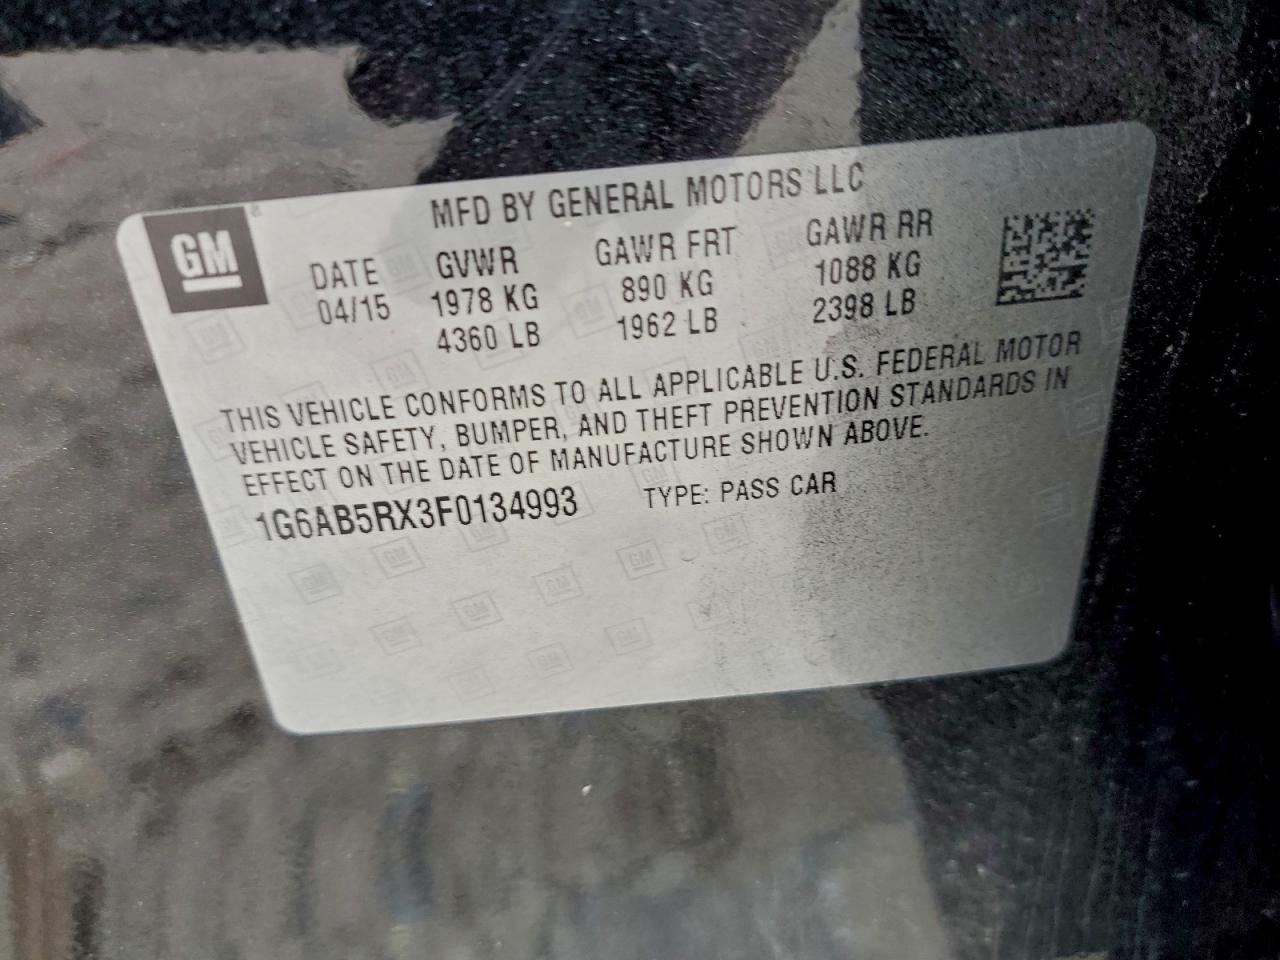 MFD BY GENERAL MOTORS LLC
GM
DATE GVWR GAWR FRT GAWR RR
04/15 1978 KG 890 KG 1088 KG
4360 LB 1962 LB 2398 LB
THIS VEHICLE CONFORMS TO ALL APPLICABLE U.S. FEDERAL MOTOR
VEHICLE SAFETY, BUMPER, AND THEFT PREVENTION STANDARDS IN
EFFECT ON THE DATE OF MANUFACTURE SHOWN ABOVE.
1G6AB5RX3F0134993 TYPE: PASS CAR